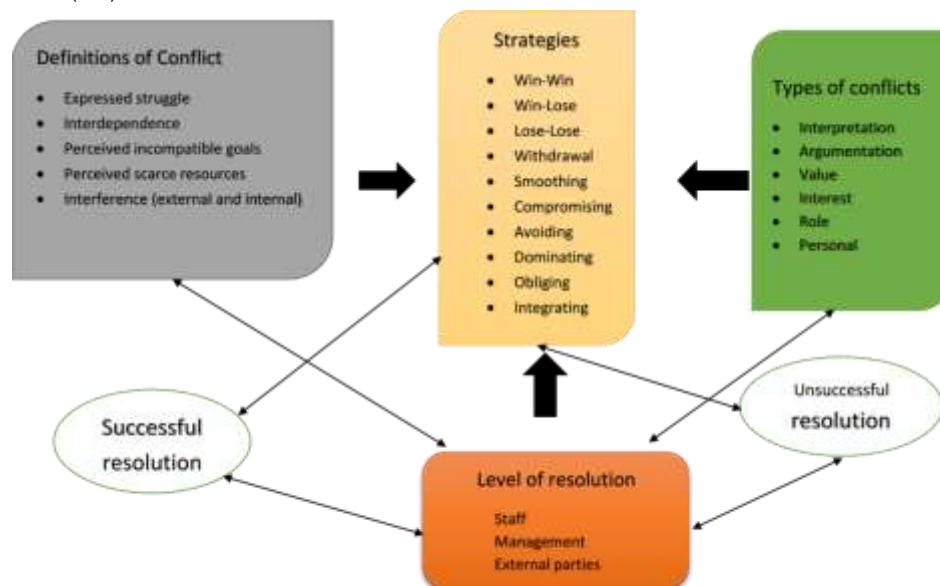 Definitions of Conflict
Expressed struggle
Interdependence
Perceived incompatible goals
Perceived scarce resources
Interference (external and internal)
Strategies
Win-Win
Win-Lose
Lose-Lose
Withdrawal
Smoothing
Compromising
Avoiding
Dominating
Obliging
Integrating
Types of conflicts
Interpretation
Argumentation
Value
Interest
Role
Personal
Successful
resolution
Unsuccessful
resolution
Level of resolution
Staff
Management
External parties